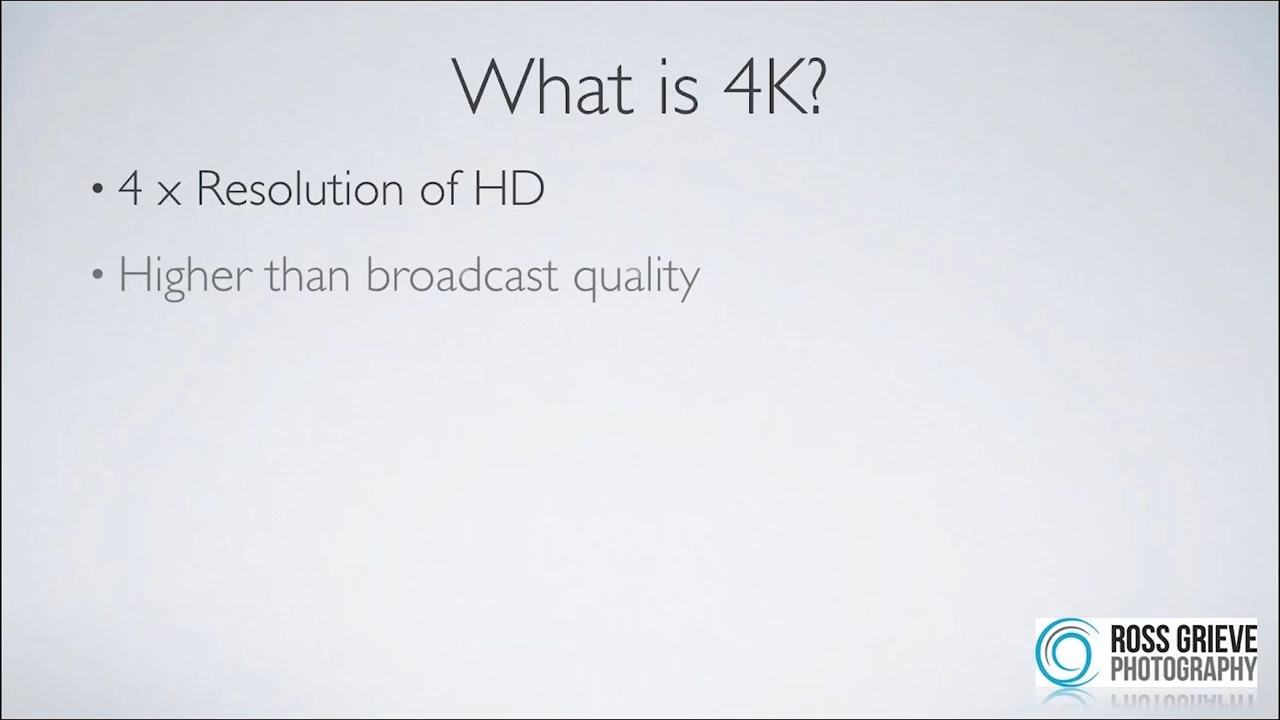 What is 4K?
• 4 x Resolution of HD
• Higher than broadcast quality
ROSS GRIEVE
PHOTOGRAPHY